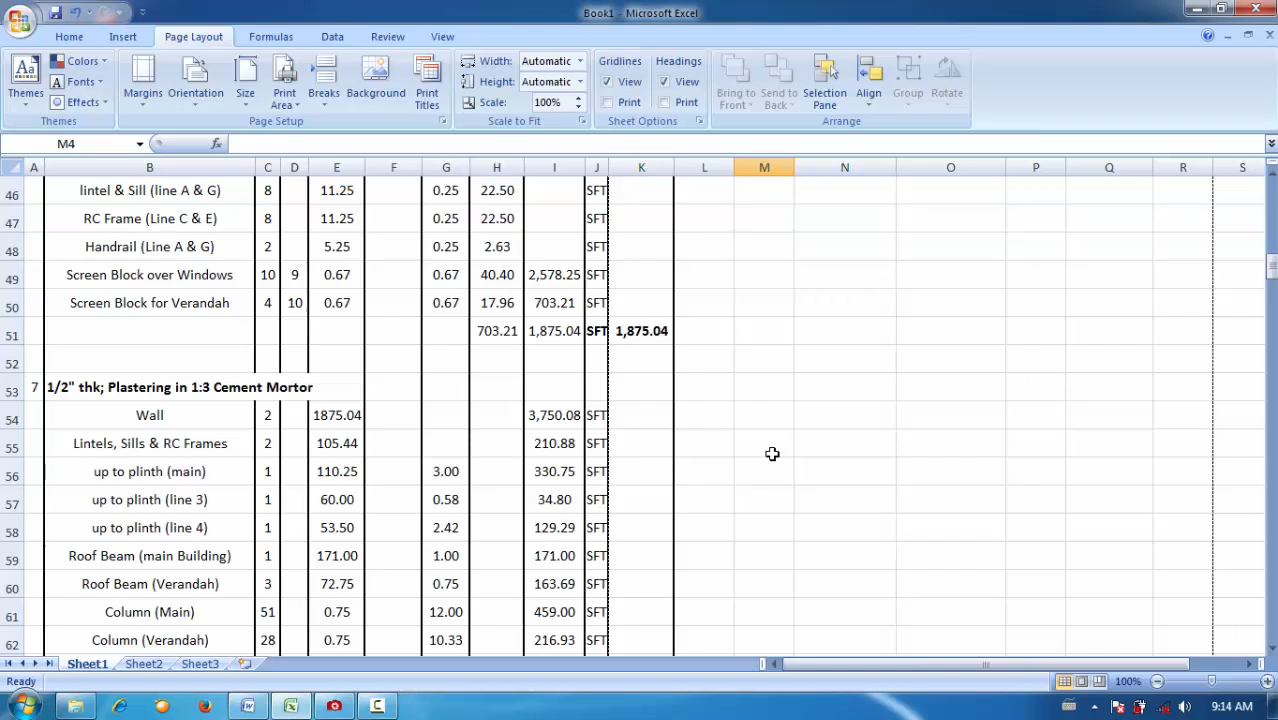 Book1 - Microsoft Excel
Home Insert Page Layout Formulas Data Review View
Themes Colors Fonts Effects Margins Orientation Size Print Area Breaks Background Print Titles Width: Automatic Height: Automatic Scale: 100% Gridlines View Print Headings View Print Bring to Front Send to Back Selection Pane Align Group Rotate
Themes Page Setup Scale to Fit Sheet Options Arrange
M4 fx
A B C D E F G H I J K L M N O P Q R S
46 lintel & Sill (line A & G) 8 11.25 0.25 22.50 SFT
47 RC Frame (Line C & E) 8 11.25 0.25 22.50 SFT
48 Handrail (Line A & G) 2 5.25 0.25 2.63 SFT
49 Screen Block over Windows 10 9 0.67 0.67 40.40 2,578.25 SFT
50 Screen Block for Verandah 4 10 0.67 0.67 17.96 703.21 SFT
51 703.21 1,875.04 SFT 1,875.04
52
53 7 1/2" thk; Plastering in 1:3 Cement Mortor
54 Wall 2 1875.04 3,750.08 SFT
55 Lintels, Sills & RC Frames 2 105.44 210.88 SFT
56 up to plinth (main) 1 110.25 3.00 330.75 SFT
57 up to plinth (line 3) 1 60.00 0.58 34.80 SFT
58 up to plinth (line 4) 1 53.50 2.42 129.29 SFT
59 Roof Beam (main Building) 1 171.00 1.00 171.00 SFT
60 Roof Beam (Verandah) 3 72.75 0.75 163.69 SFT
61 Column (Main) 51 0.75 12.00 459.00 SFT
62 Column (Verandah) 28 0.75 10.33 216.93 SFT
Sheet1 Sheet2 Sheet3
Ready 100%
9:14 AM